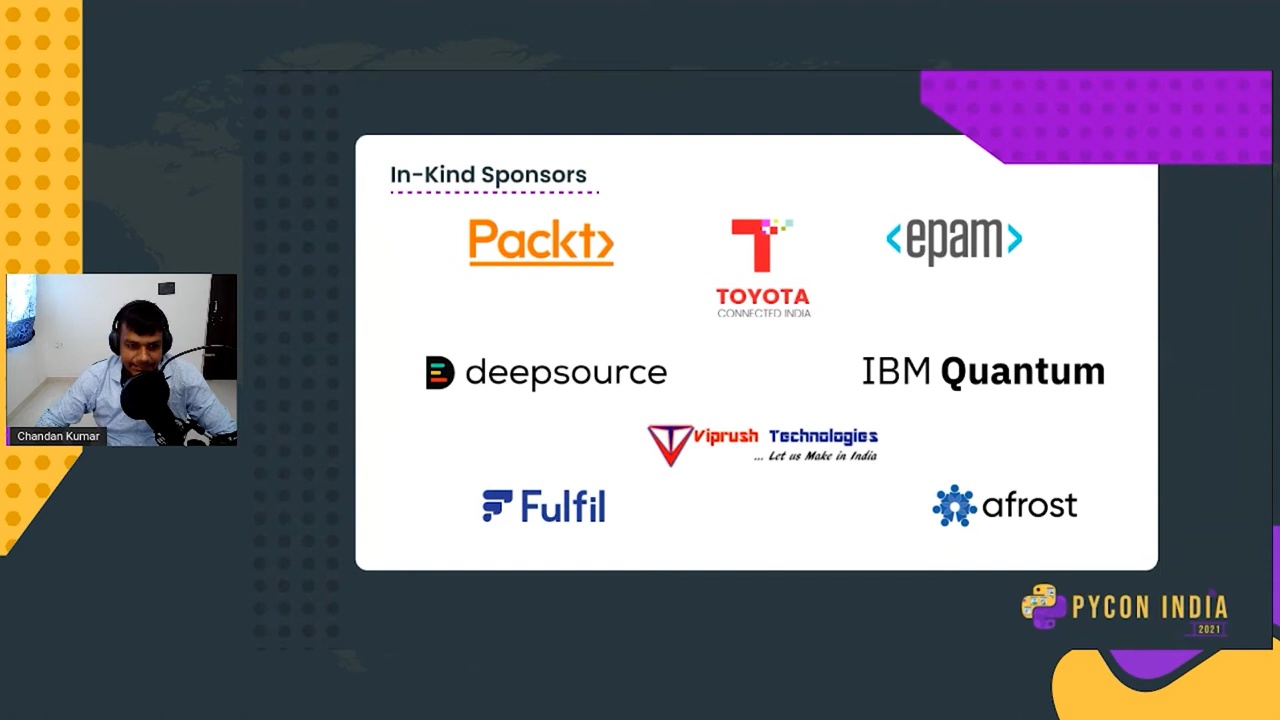 In-Kind Sponsors
Packt
TOYOTA
CONNECTED INDIA
<epam>
deepsource
IBM Quantum
Viprush Technologies
... Let us Make in India
Fulfil
afrost
Chandan Kumar
PYCON INDIA
2021